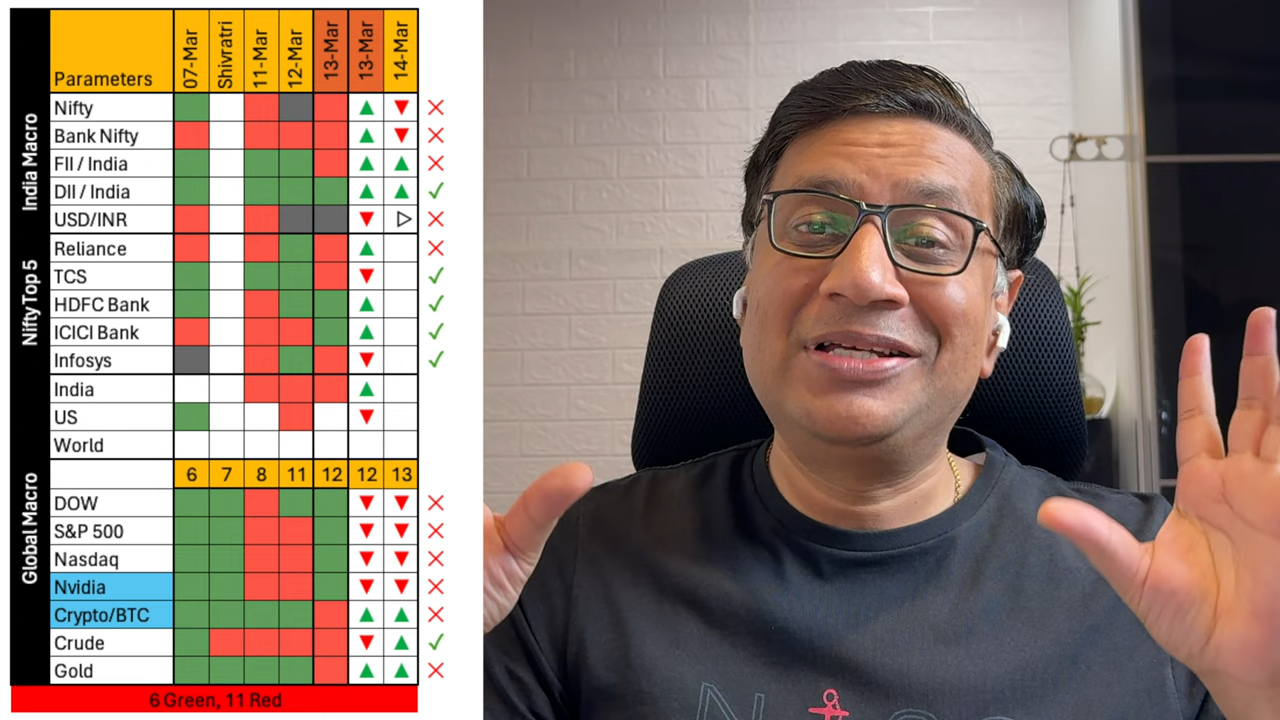 Parameters 07-Mar Shivratri 11-Mar 12-Mar 13-Mar 13-Mar 14-Mar
India Macro
Nifty
Bank Nifty
FII / India
DII / India
USD/INR
Nifty Top 5
Reliance
TCS
HDFC Bank
ICICI Bank
Infosys
India
US
World
Global Macro
6 7 8 11 12 12 13
DOW
S&P 500
Nasdaq
Nvidia
Crypto/BTC
Crude
Gold
6 Green, 11 Red